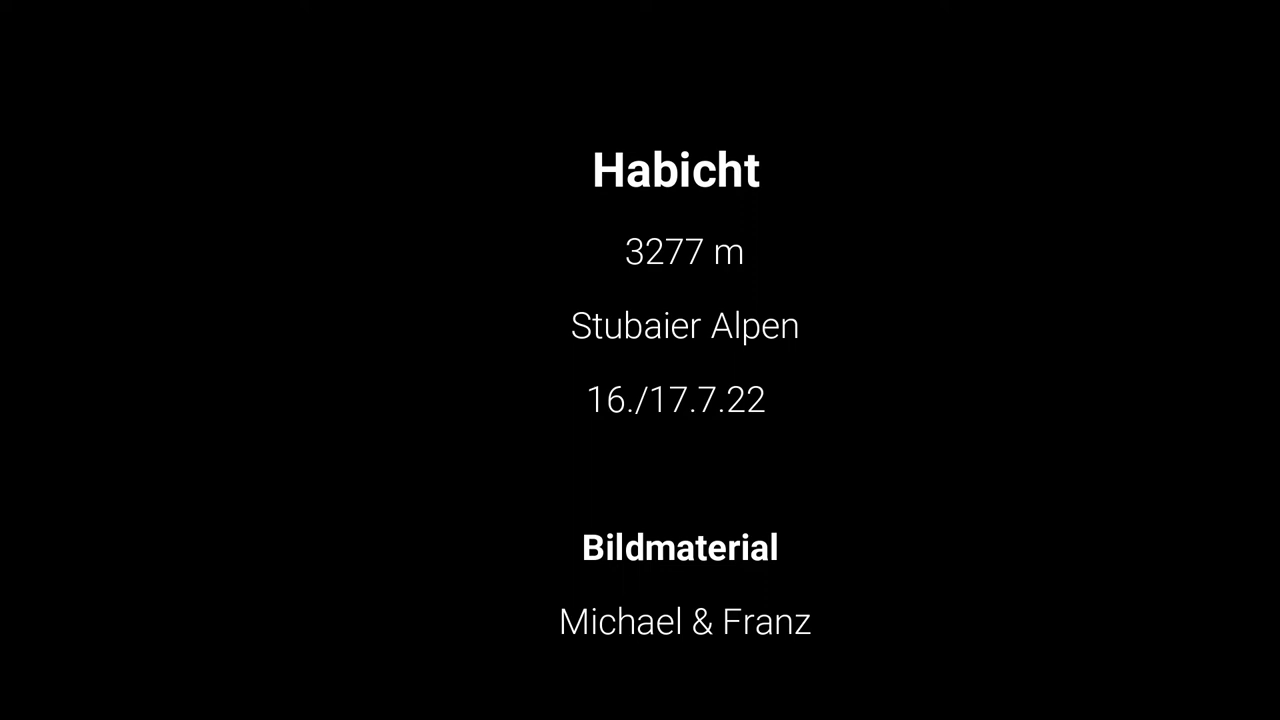 Habicht
3277 m
Stubaier Alpen
16./17.7.22
Bildmaterial
Michael & Franz